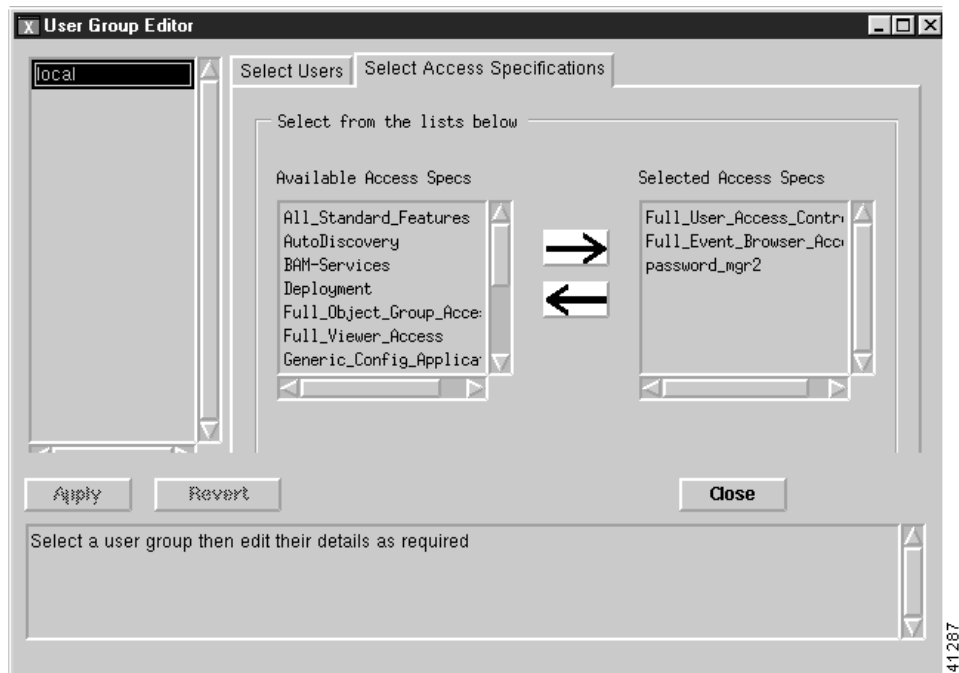 X User Group Editor
local
Select Users
Select Access Specifications
Select from the lists below
Available Access Specs
All_Standard_Features
AutoDiscovery
BAM-Services
Deployment
Full_Object_Group_Acce
Full_Viewer_Access
Generic_Config_Applica
Selected Access Specs
Full_User_Access_Contr
Full_Event_Browser_Acc
password_mgr2
Apply
Revert
Close
Select a user group then edit their details as required
41287